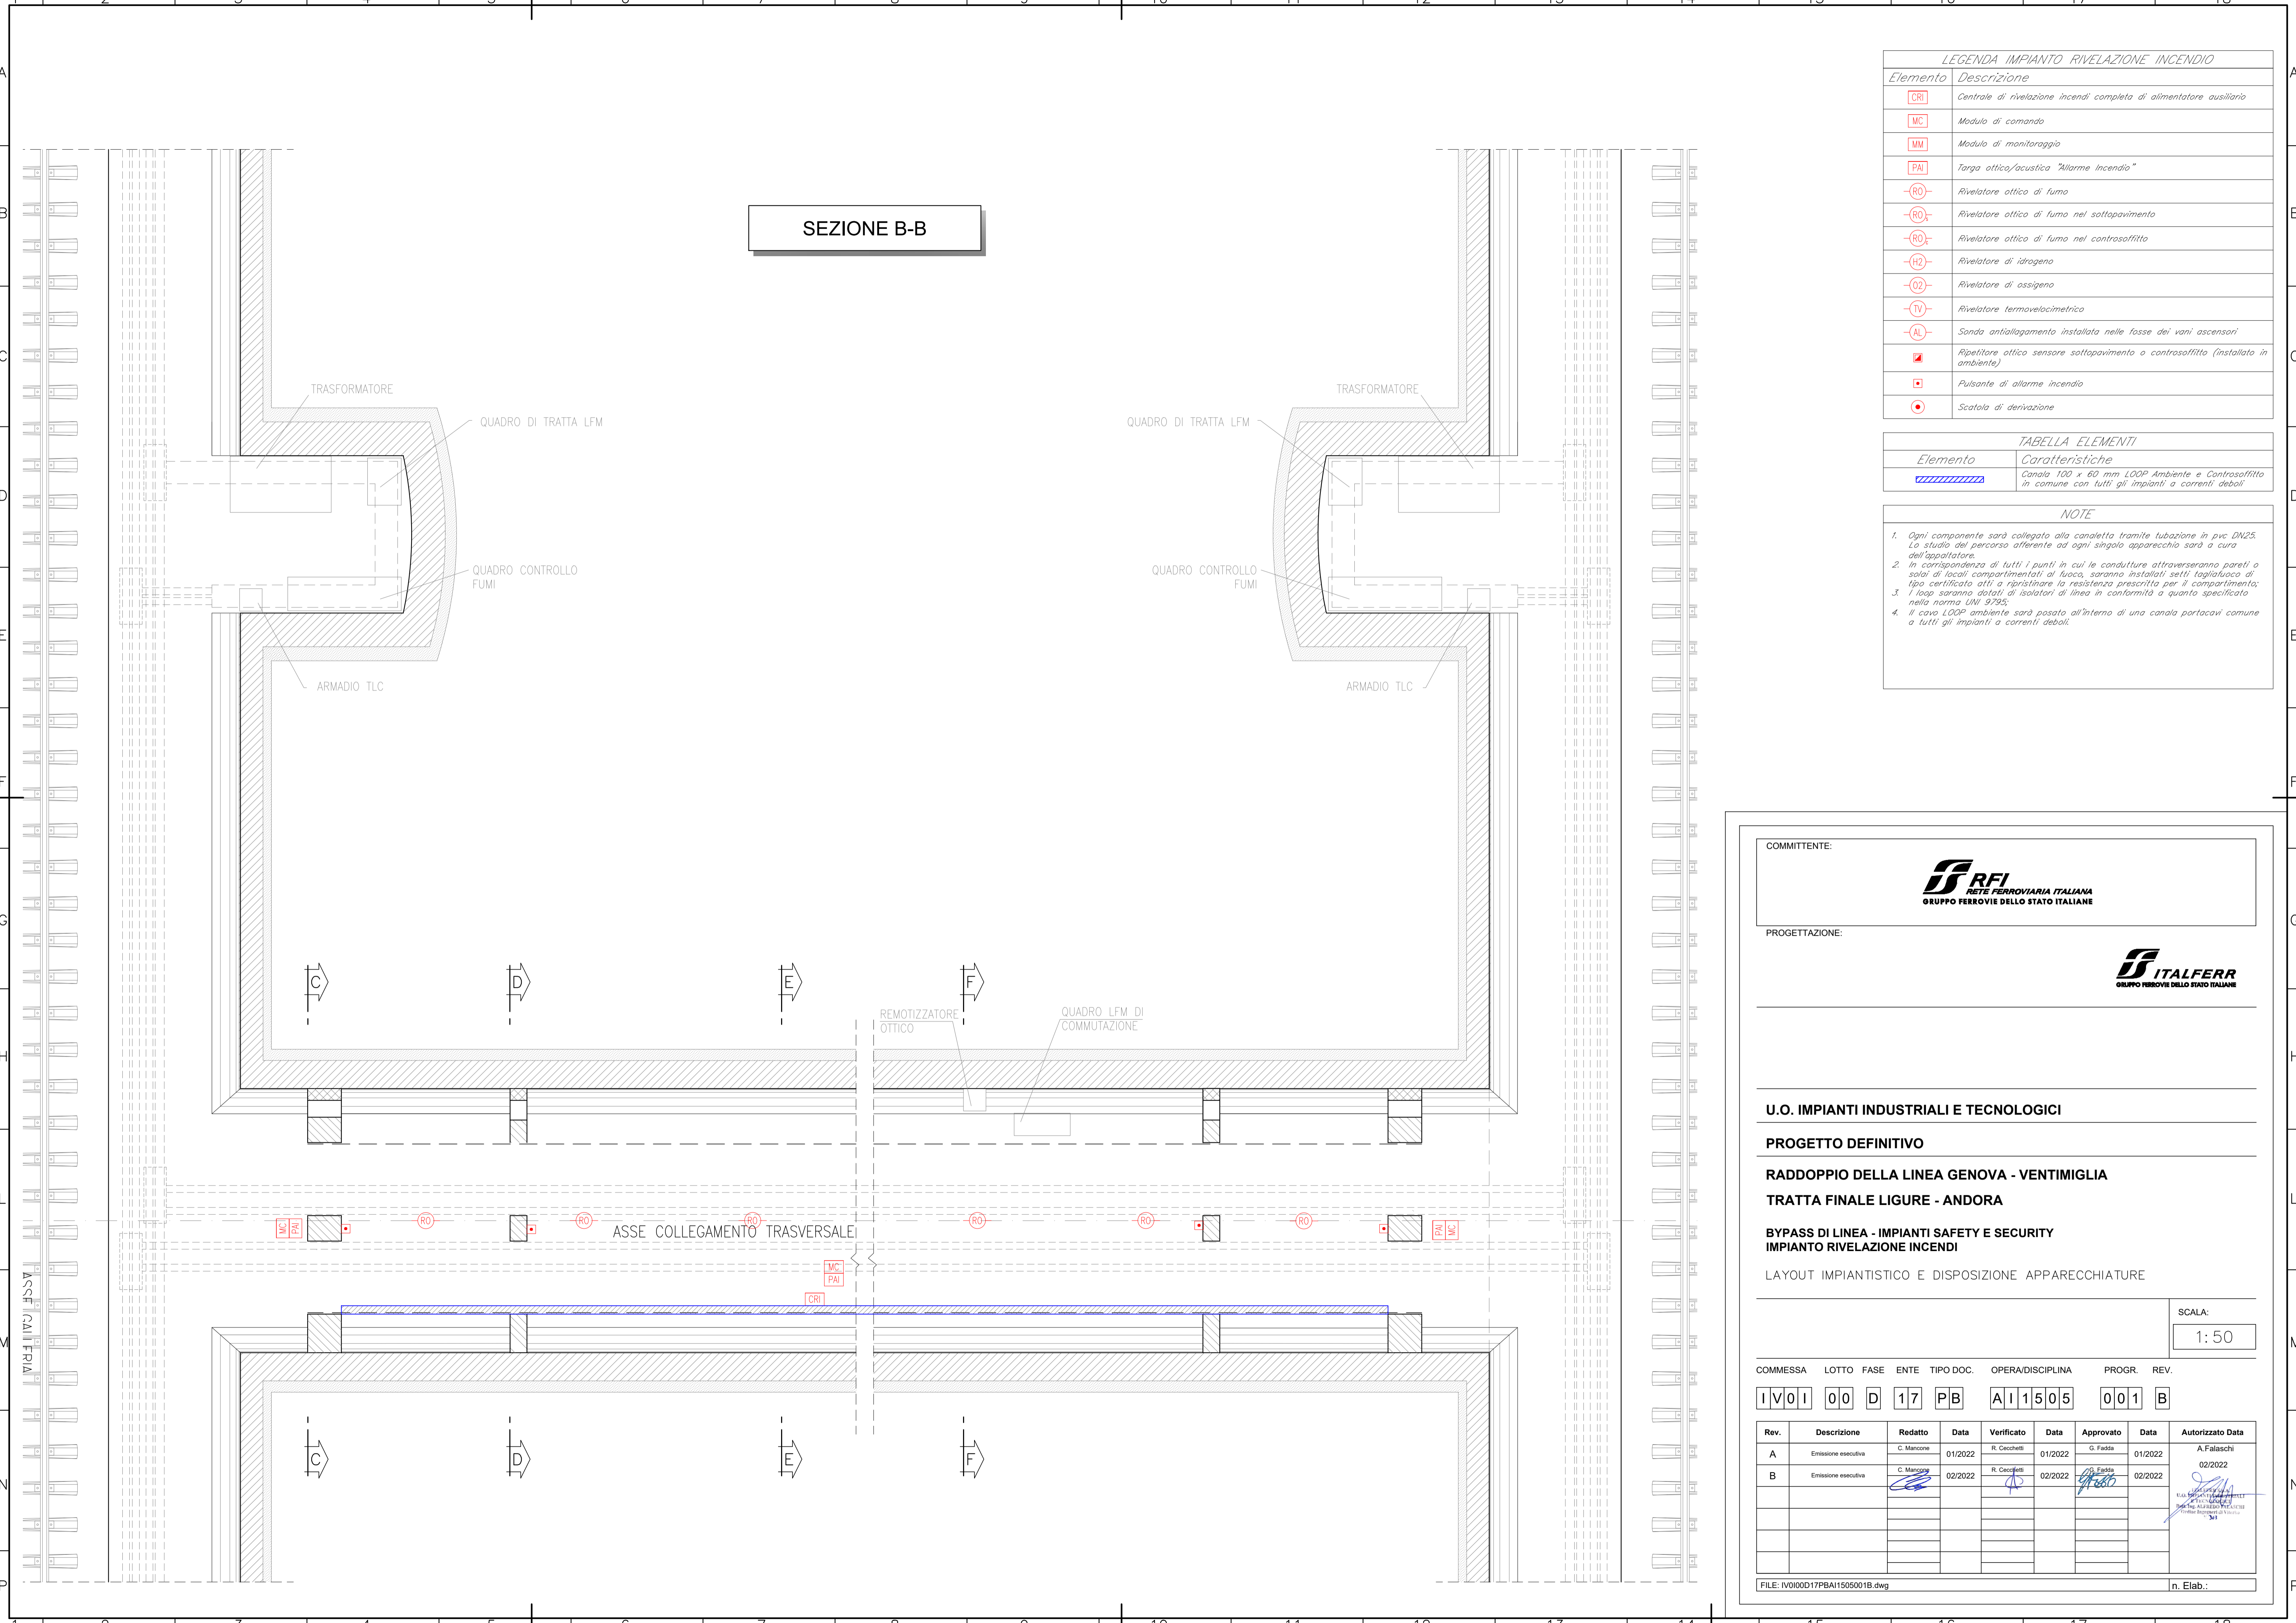 SEZIONE B-B
TRASFORMATORE
QUADRO DI TRATTA LFM
QUADRO CONTROLLO
FUMI
ARMADIO TLC
TRASFORMATORE
QUADRO DI TRATTA LFM
QUADRO CONTROLLO
FUMI
ARMADIO TLC
C
D
E
F
REMOTIZZATORE
OTTICO
QUADRO LFM DI
COMMUTAZIONE
MC
PAI
RO
RO
RO
RO
RO
RO
PAI
MC
ASSE COLLEGAMENTO TRASVERSALE
MC
PAI
CRI
ASSE GALLERIA
C
D
E
F
LEGENDA IMPIANTO RIVELAZIONE INCENDIO
Elemento Descrizione
CRI Centrale di rivelazione incendi completa di alimentatore ausiliario
MC Modulo di comando
MM Modulo di monitoraggio
PAI Targa ottico/acustica "Allarme Incendio"
RO Rivelatore ottico di fumo
RO Rivelatore ottico di fumo nel sottopavimento
RO Rivelatore ottico di fumo nel controsoffitto
H2 Rivelatore di idrogeno
O2 Rivelatore di ossigeno
TV Rivelatore termovelocimetrico
AL Sonda antiallagamento installata nelle fosse dei vani ascensori
Ripetitore ottico sensore sottopavimento o controsoffitto (installato in
ambiente)
Pulsante di allarme incendio
Scatola di derivazione
TABELLA ELEMENTI
Elemento Caratteristiche
Canala 100 x 60 mm LOOP Ambiente e Controsoffitto
in comune con tutti gli impianti a correnti deboli
NOTE
1. Ogni componente sarà collegato alla canaletta tramite tubazione in pvc DN25.
Lo studio del percorso afferente ad ogni singolo apparecchio sarà a cura
dell'appaltatore.
2. In corrispondenza di tutti i punti in cui le condutture attraverseranno pareti o
solai di locali compartimentati al fuoco, saranno installati setti tagliafuoco di
tipo certificato atti a ripristinare la resistenza prescritta per il compartimento;
3. I loop saranno dotati di isolatori di linea in conformità a quanto specificato
nella norma UNI 9795;
4. Il cavo LOOP ambiente sarà posato all'interno di una canala portacavi comune
a tutti gli impianti a correnti deboli.
COMMITTENTE:
RFI
RETE FERROVIARIA ITALIANA
GRUPPO FERROVIE DELLO STATO ITALIANE
PROGETTAZIONE:
ITALFERR
GRUPPO FERROVIE DELLO STATO ITALIANE
U.O. IMPIANTI INDUSTRIALI E TECNOLOGICI
PROGETTO DEFINITIVO
RADDOPPIO DELLA LINEA GENOVA - VENTIMIGLIA
TRATTA FINALE LIGURE - ANDORA
BYPASS DI LINEA - IMPIANTI SAFETY E SECURITY
IMPIANTO RIVELAZIONE INCENDI
LAYOUT IMPIANTISTICO E DISPOSIZIONE APPARECCHIATURE
SCALA:
1:50
COMMESSA LOTTO FASE ENTE TIPO DOC. OPERA/DISCIPLINA PROGR. REV.
IV0I 00 D 17 PB AI1505 001 B
Rev. Descrizione Redatto Data Verificato Data Approvato Data Autorizzato Data
A Emissione esecutiva C. Mancone 01/2022 R. Cecchetti 01/2022 G. Fadda 01/2022 A.Falaschi
02/2022
B Emissione esecutiva C. Mancone 02/2022 R. Cecchetti 02/2022 G. Fadda 02/2022
FILE: IV0I00D17PBAI1505001B.dwg n. Elab.: